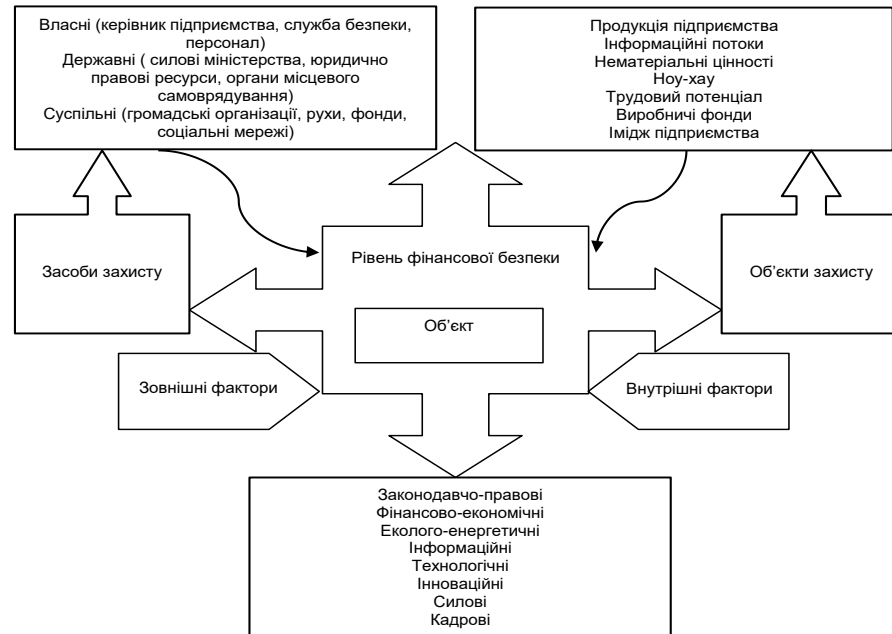 Власні (керівник підприємства, служба безпеки,
персонал)
Державні ( силові міністерства, юридично
правові ресурси, органи місцевого
самоврядування)
Суспільні (громадські організації, рухи, фонди,
соціальні мережі)
Продукція підприємства
Інформаційні потоки
Нематеріальні цінності
Ноу-хау
Трудовий потенціал
Виробничі фонди
Імідж підприємства
Засоби захисту
Рівень фінансової безпеки
Об’єкти захисту
Об’єкт
Зовнішні фактори
Внутрішні фактори
Законодавчо-правові
Фінансово-економічні
Еколого-енергетичні
Інформаційні
Технологічні
Інноваційні
Силові
Кадрові